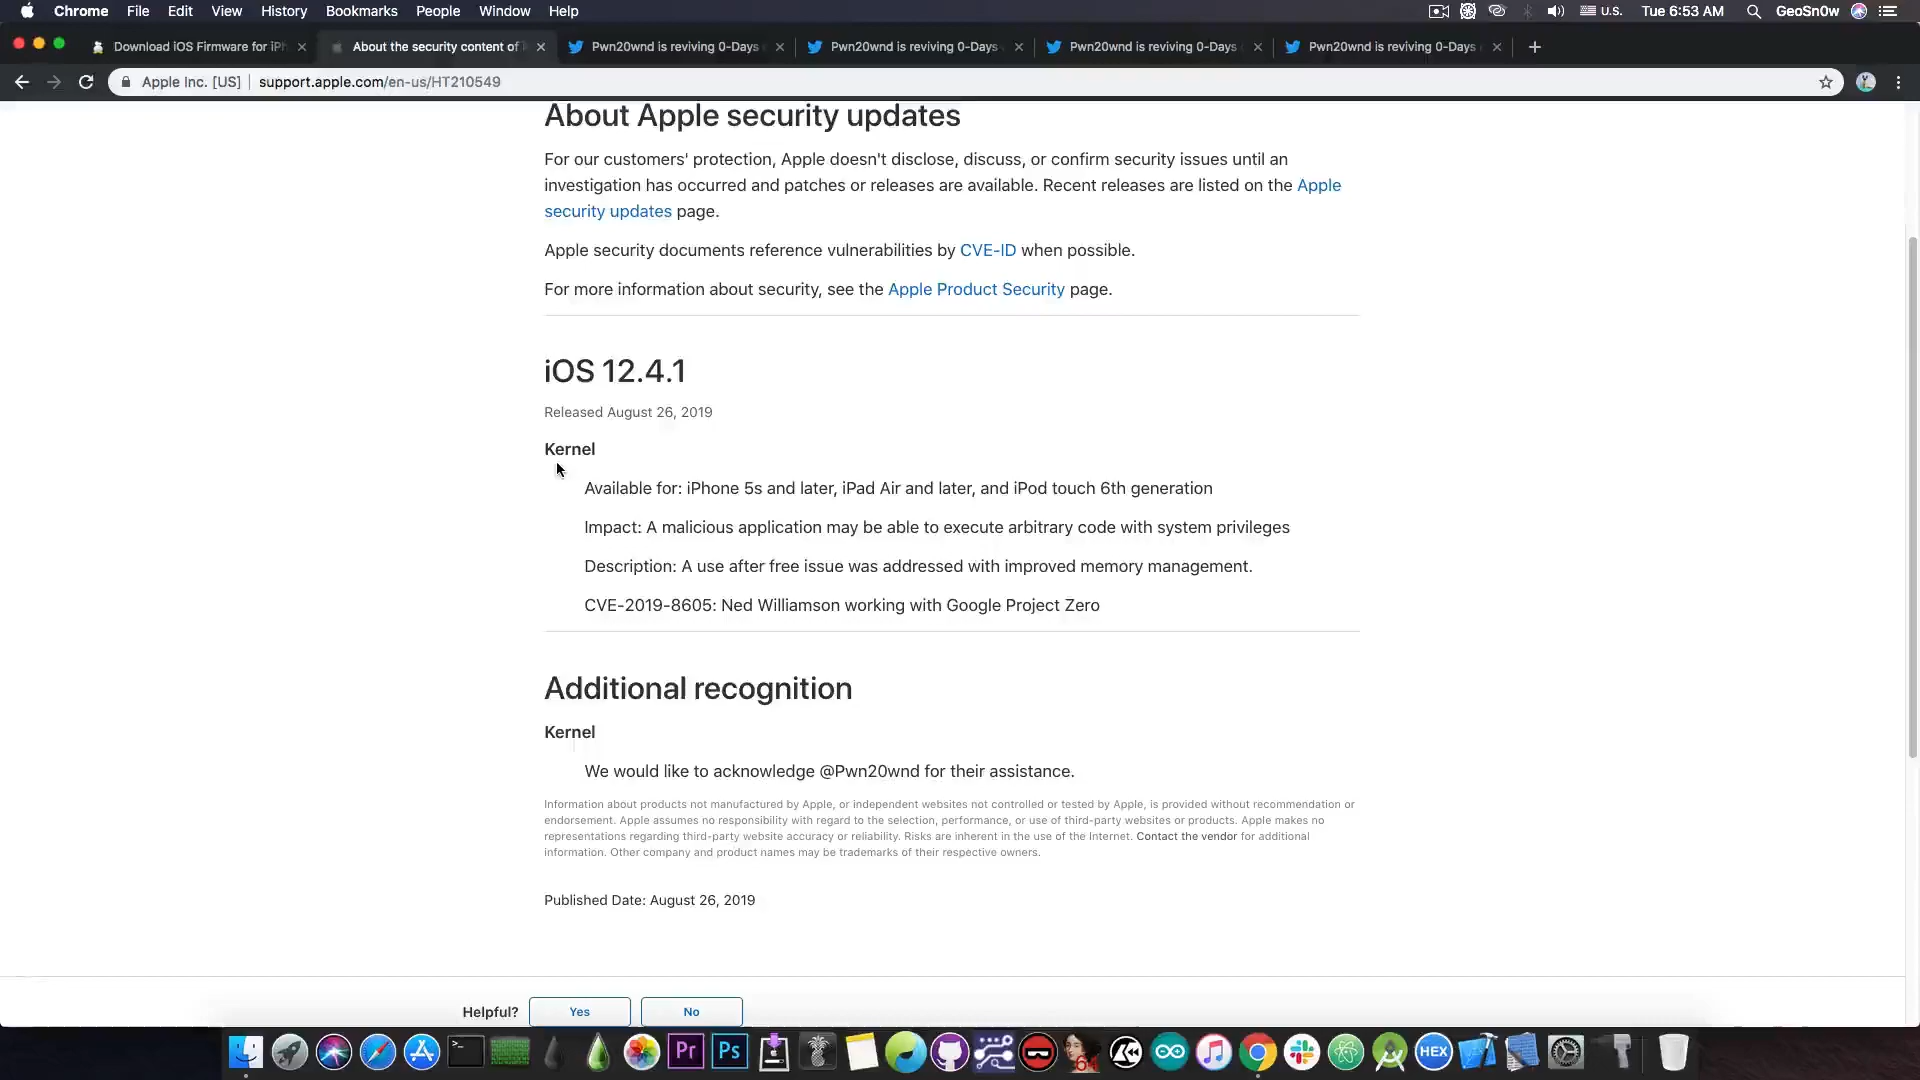 Chrome File Edit View History Bookmarks People Window Help U.S. Tue 6:53 AM GeoSn0w
Download iOS Firmware for iPh About the security content of i Pwn20wnd is reviving 0-Days Pwn20wnd is reviving 0-Days Pwn20wnd is reviving 0-Days Pwn20wnd is reviving 0-Days
Apple Inc. [US] support.apple.com/en-us/HT210549
About Apple security updates
For our customers' protection, Apple doesn't disclose, discuss, or confirm security issues until an
investigation has occurred and patches or releases are available. Recent releases are listed on the Apple
security updates page.
Apple security documents reference vulnerabilities by CVE-ID when possible.
For more information about security, see the Apple Product Security page.
iOS 12.4.1
Released August 26, 2019
Kernel
Available for: iPhone 5s and later, iPad Air and later, and iPod touch 6th generation
Impact: A malicious application may be able to execute arbitrary code with system privileges
Description: A use after free issue was addressed with improved memory management.
CVE-2019-8605: Ned Williamson working with Google Project Zero
Additional recognition
Kernel
We would like to acknowledge @Pwn20wnd for their assistance.
Information about products not manufactured by Apple, or independent websites not controlled or tested by Apple, is provided without recommendation or
endorsement. Apple assumes no responsibility with regard to the selection, performance, or use of third-party websites or products. Apple makes no
representations regarding third-party website accuracy or reliability. Risks are inherent in the use of the Internet. Contact the vendor for additional
information. Other company and product names may be trademarks of their respective owners.
Published Date: August 26, 2019
Helpful? Yes No
Pr Ps 64 HEX